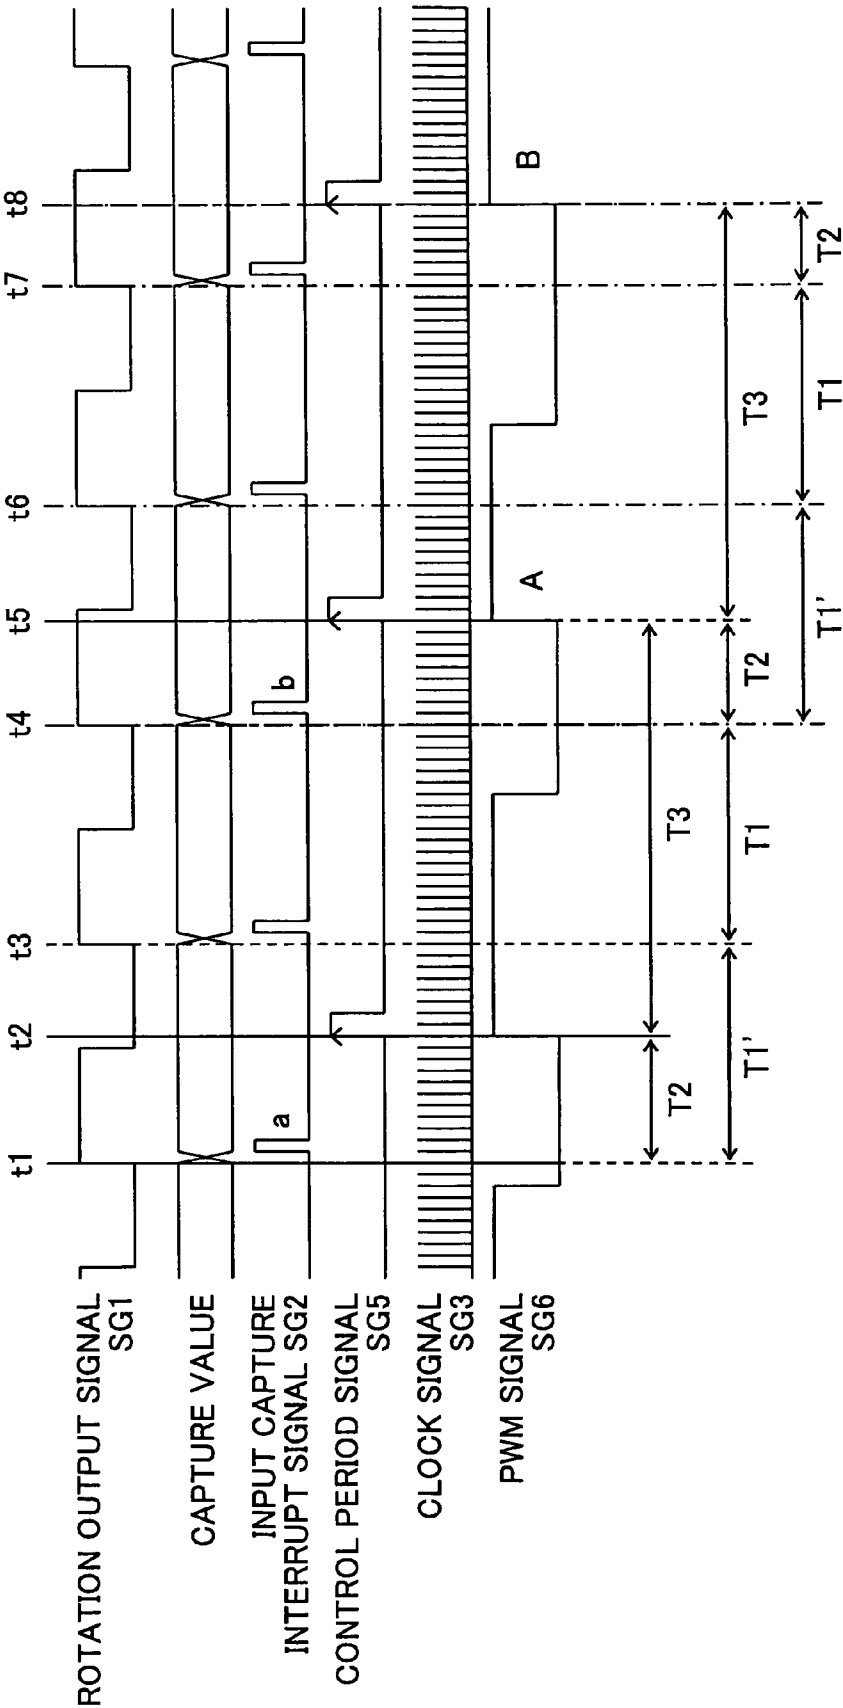 t1 t2 t3 t4 t5 t6 t7 t8
ROTATION OUTPUT SIGNAL
SG1
CAPTURE VALUE
INPUT CAPTURE
INTERRUPT SIGNAL SG2
a
b
CONTROL PERIOD SIGNAL
SG5
CLOCK SIGNAL
SG3
PWM SIGNAL
SG6
A
B
T2
T3
T1'
T1
T2
T3
T1'
T1
T2